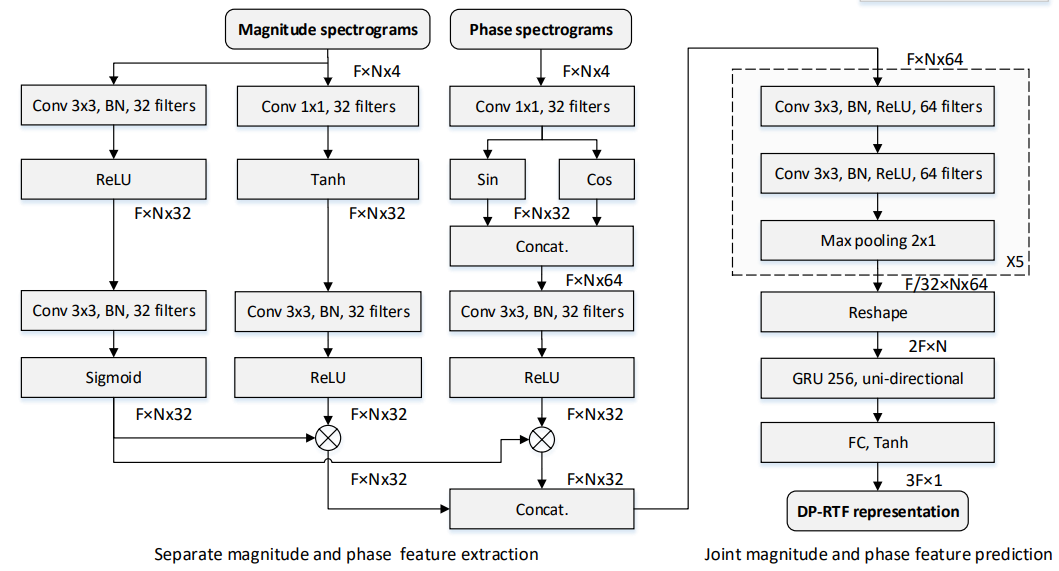 Magnitude spectrograms
Phase spectrograms
F×Nx4
F×Nx4
Conv 3x3, BN, 32 filters
Conv 1x1, 32 filters
Conv 1x1, 32 filters
ReLU
Tanh
Sin
Cos
F×Nx32
F×Nx32
F×Nx32
Concat.
F×Nx64
Conv 3x3, BN, 32 filters
Conv 3x3, BN, 32 filters
Conv 3x3, BN, 32 filters
Sigmoid
ReLU
ReLU
F×Nx32
F×Nx32
F×Nx32
F×Nx32
F×Nx32
Concat.
Separate magnitude and phase feature extraction
F×Nx64
Conv 3x3, BN, ReLU, 64 filters
Conv 3x3, BN, ReLU, 64 filters
Max pooling 2x1
X5
F/32×Nx64
Reshape
2F×N
GRU 256, uni-directional
FC, Tanh
3F×1
DP-RTF representation
Joint magnitude and phase feature prediction